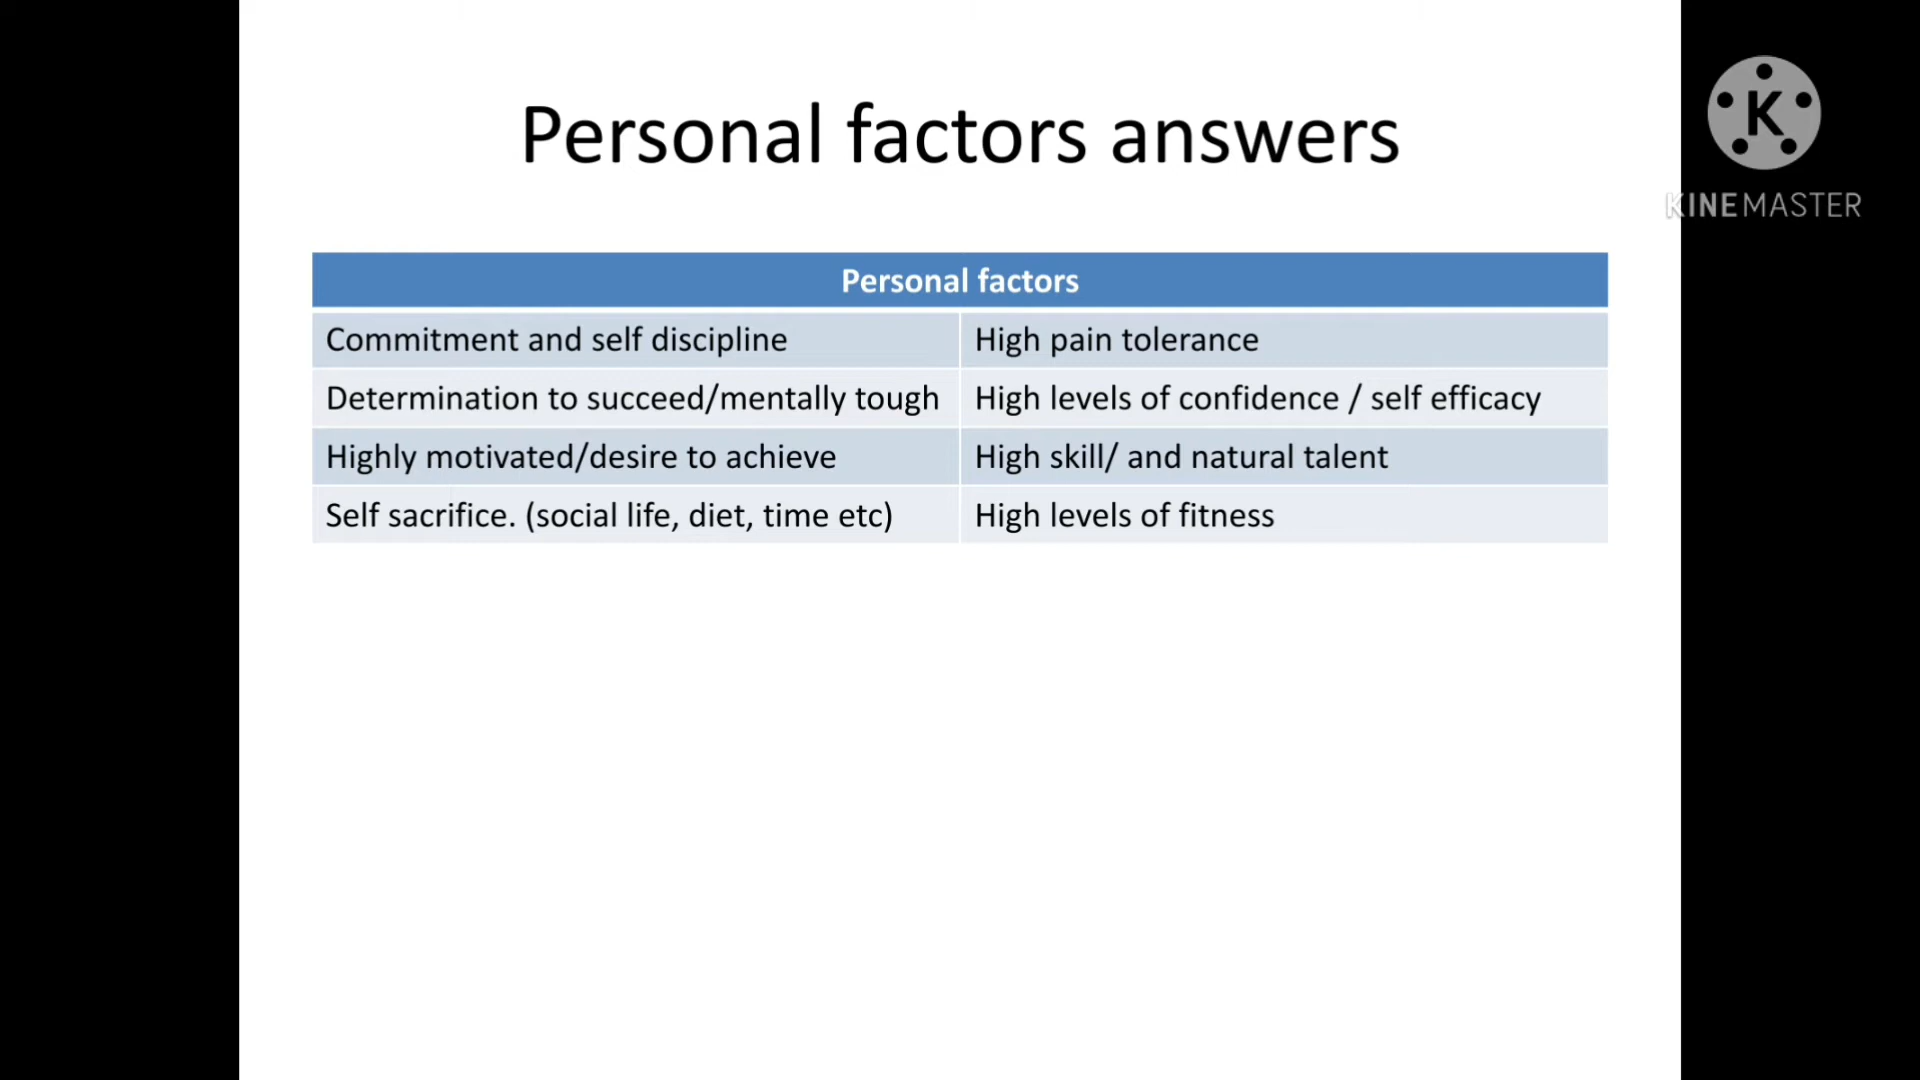 Personal factors answers
K
KINEMASTER
Personal factors
Commitment and self discipline
High pain tolerance
Determination to succeed/mentally tough
High levels of confidence / self efficacy
Highly motivated/desire to achieve
High skill/ and natural talent
Self sacrifice. (social life, diet, time etc)
High levels of fitness